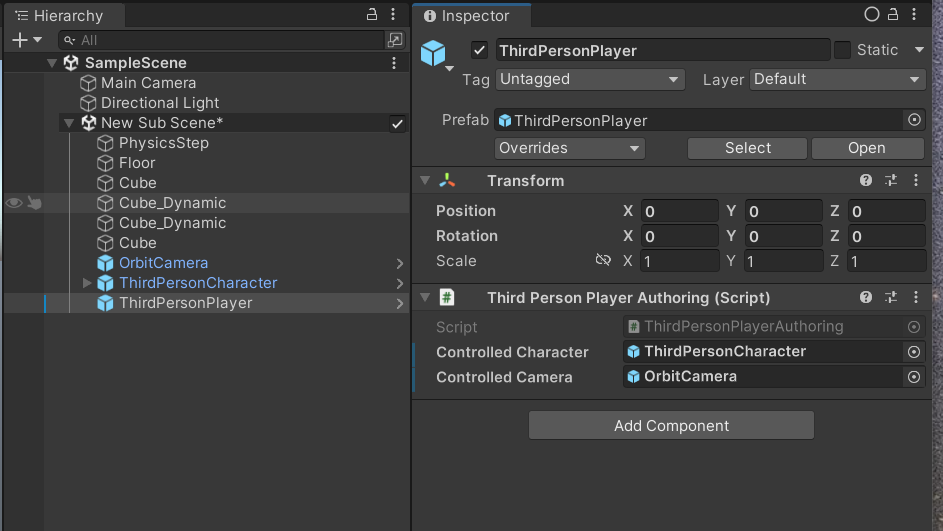 Hierarchy
All
SampleScene
Main Camera
Directional Light
New Sub Scene*
PhysicsStep
Floor
Cube
Cube_Dynamic
Cube_Dynamic
Cube
OrbitCamera
ThirdPersonCharacter
ThirdPersonPlayer
Inspector
ThirdPersonPlayer
Static
Tag Untagged Layer Default
Prefab ThirdPersonPlayer
Overrides Select Open
Transform
Position X 0 Y 0 Z 0
Rotation X 0 Y 0 Z 0
Scale X 1 Y 1 Z 1
Third Person Player Authoring (Script)
Script ThirdPersonPlayerAuthoring
Controlled Character ThirdPersonCharacter
Controlled Camera OrbitCamera
Add Component